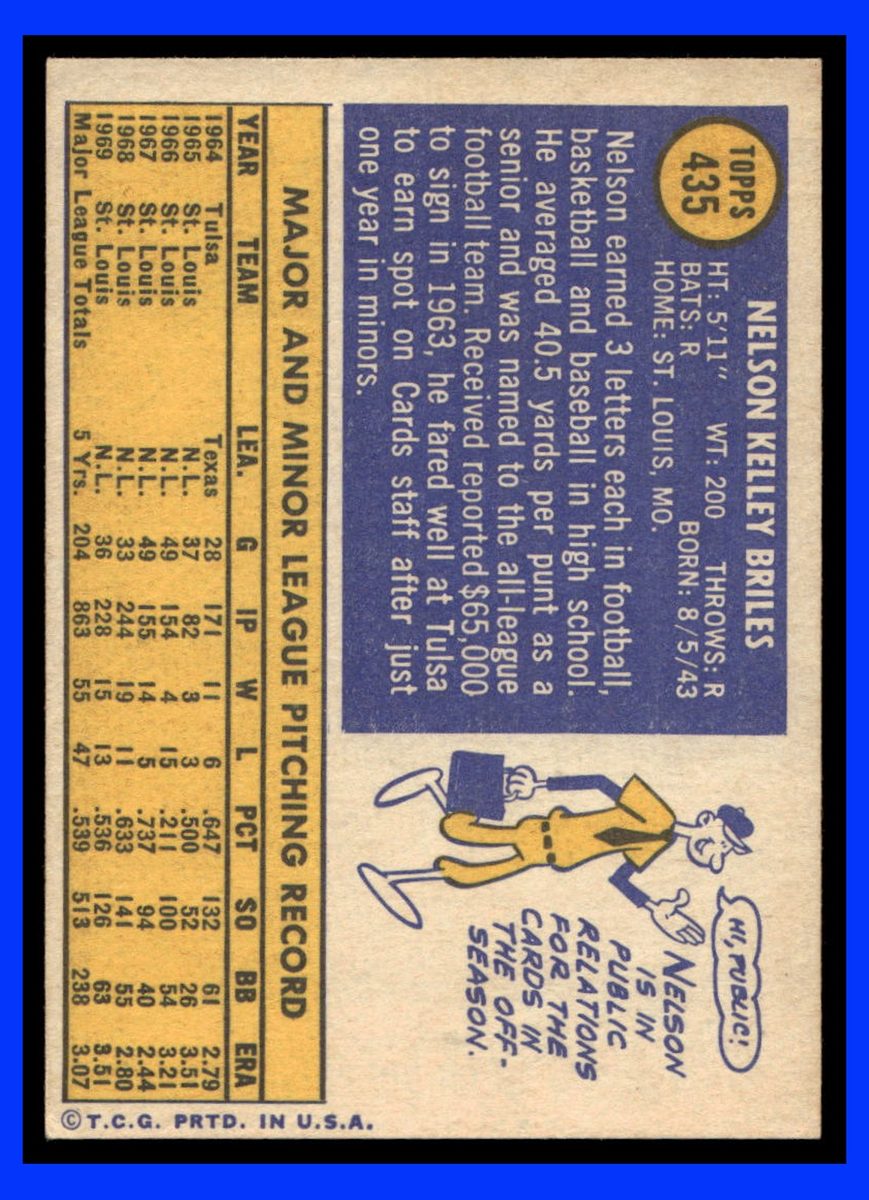 TOPPS
435
NELSON KELLEY BRILES
HT: 5'11" WT: 200 THROWS: R
BATS: R BORN: 8/5/43
HOME: ST. LOUIS, MO.
Nelson earned 3 letters each in football,
basketball and baseball in high school.
He averaged 40.5 yards per punt as a
senior and was named to the all-league
football team. Received reported $65,000
to sign in 1963, he fared well at Tulsa
to earn spot on Cards staff after just
one year in minors.
HI, PUBLIC!
NELSON
IS IN
PUBLIC
RELATIONS
FOR THE
CARDS IN
THE OFF-
SEASON.
MAJOR AND MINOR LEAGUE PITCHING RECORD
YEAR TEAM LEA. G IP W L PCT SO BB ERA
1964 Tulsa Texas 28 171 11 6 .647 132 61 2.79
1965 St. Louis N.L. 37 82 3 3 .500 52 26 3.51
1966 St. Louis N.L. 49 154 4 15 .211 100 54 3.21
1967 St. Louis N.L. 49 155 14 5 .737 94 40 2.44
1968 St. Louis N.L. 33 244 19 11 .633 141 55 2.80
1969 St. Louis N.L. 36 228 15 13 .536 126 63 3.51
Major League Totals 5 Yrs. 204 863 55 47 .539 513 238 3.07
© T.C.G. PRTD. IN U.S.A.